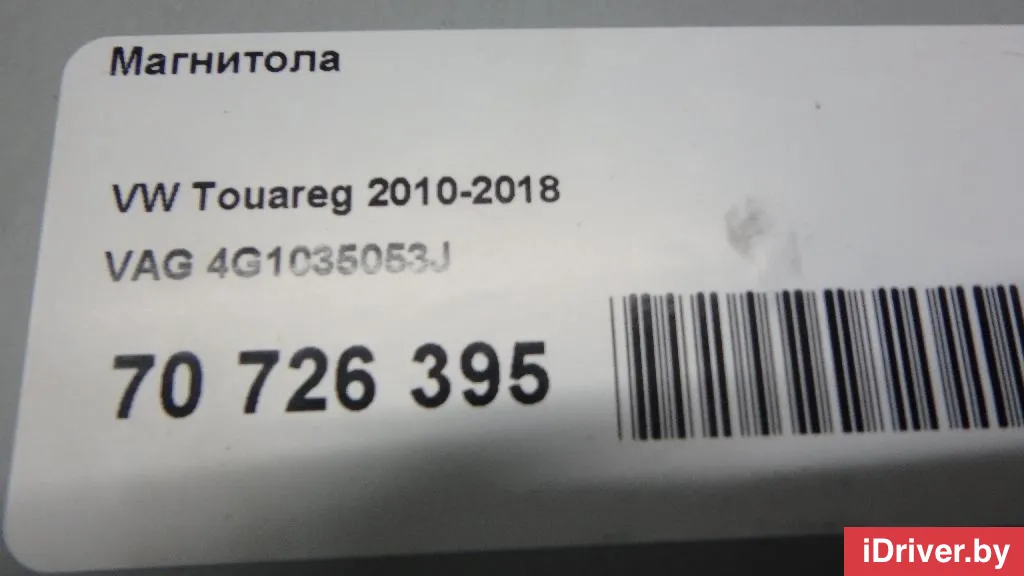 Магнитола
VW Touareg 2010-2018
VAG 4G1035053J
70 726 395
iDriver.by